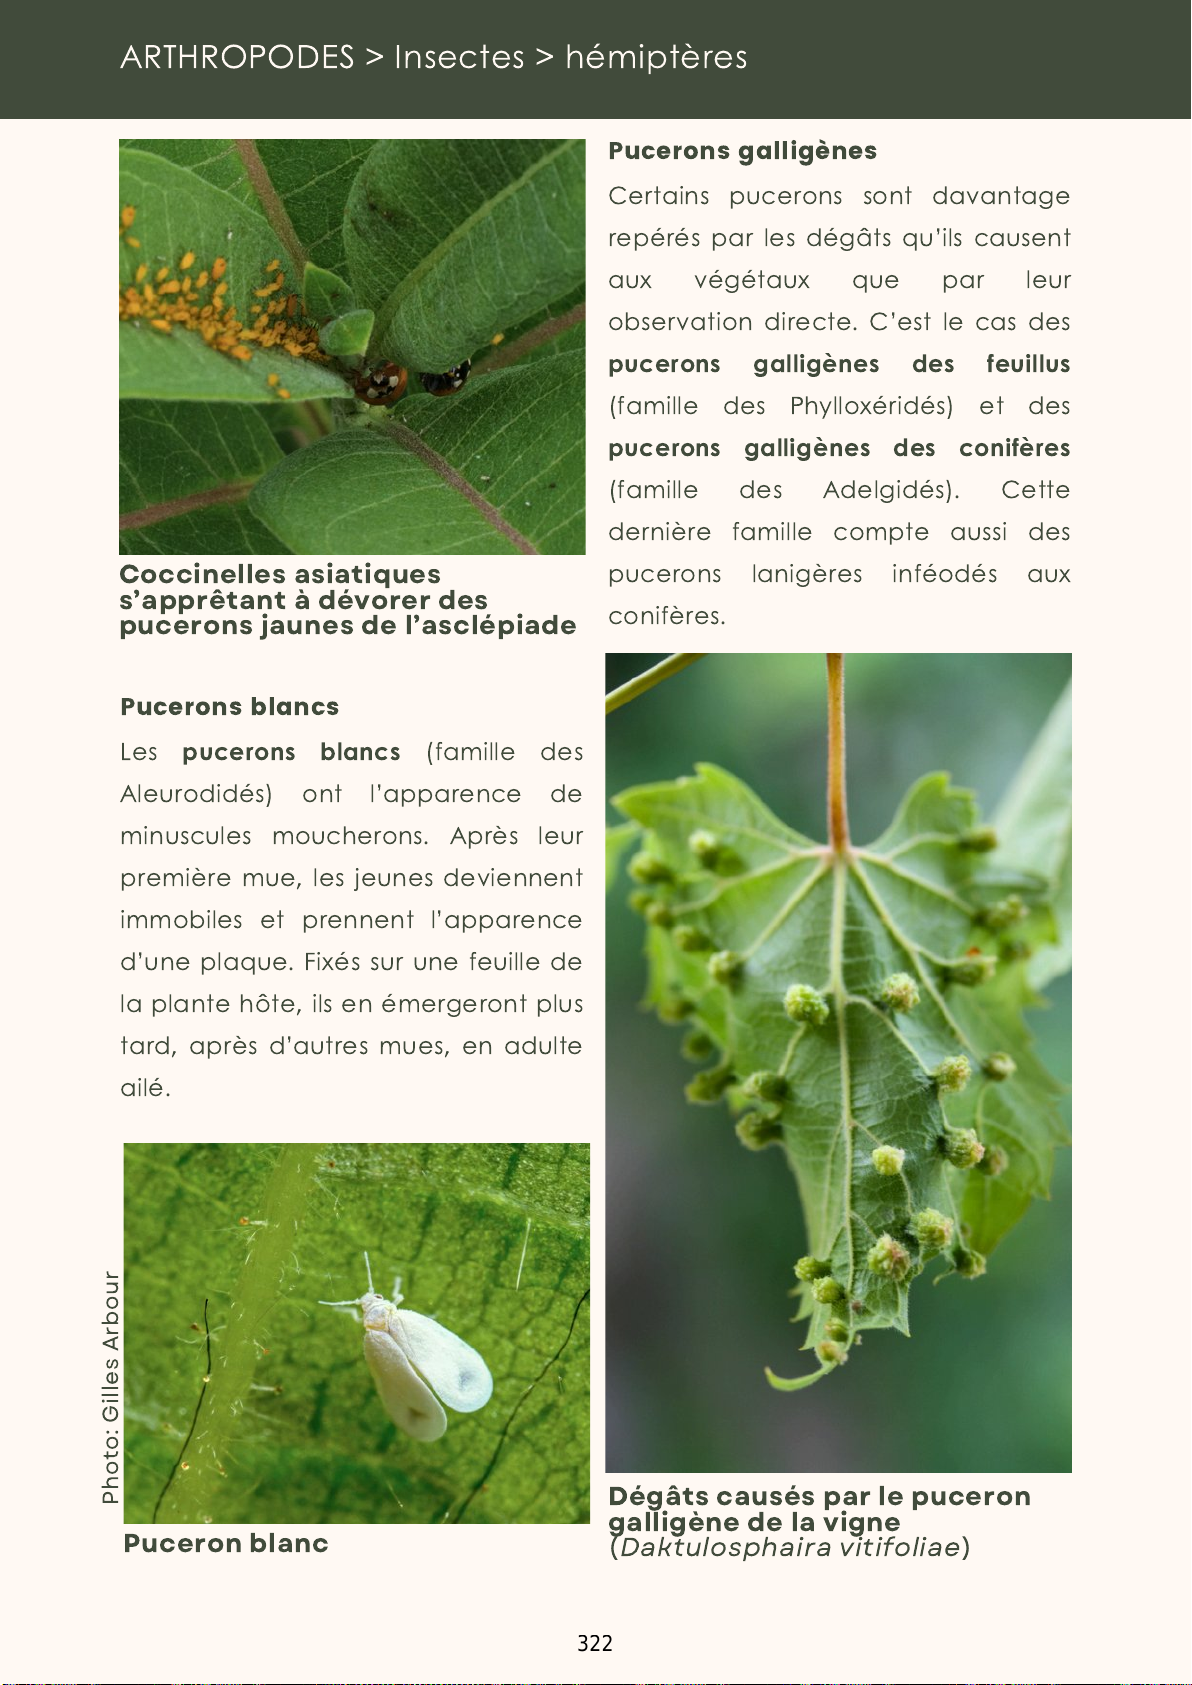 ARTHROPODES > Insectes > hémiptères
Coccinelles asiatiques
s’apprêtant à dévorer des
pucerons jaunes de l’asclépiade
Pucerons blancs
Les pucerons blancs (famille des
Aleurodidés) ont l’apparence de
minuscules moucherons. Après leur
première mue, les jeunes deviennent
immobiles et prennent l’apparence
d’une plaque. Fixés sur une feuille de
la plante hôte, ils en émergeront plus
tard, après d’autres mues, en adulte
ailé.
Photo: Gilles Arbour
Puceron blanc
Pucerons galligènes
Certains pucerons sont davantage
repérés par les dégâts qu’ils causent
aux végétaux que par leur
observation directe. C’est le cas des
pucerons galligènes des feuillus
(famille des Phylloxéridés) et des
pucerons galligènes des conifères
(famille des Adelgidés). Cette
dernière famille compte aussi des
pucerons lanigères inféodés aux
conifères.
Dégâts causés par le puceron
galligène de la vigne
(Daktulosphaira vitifoliae)
322